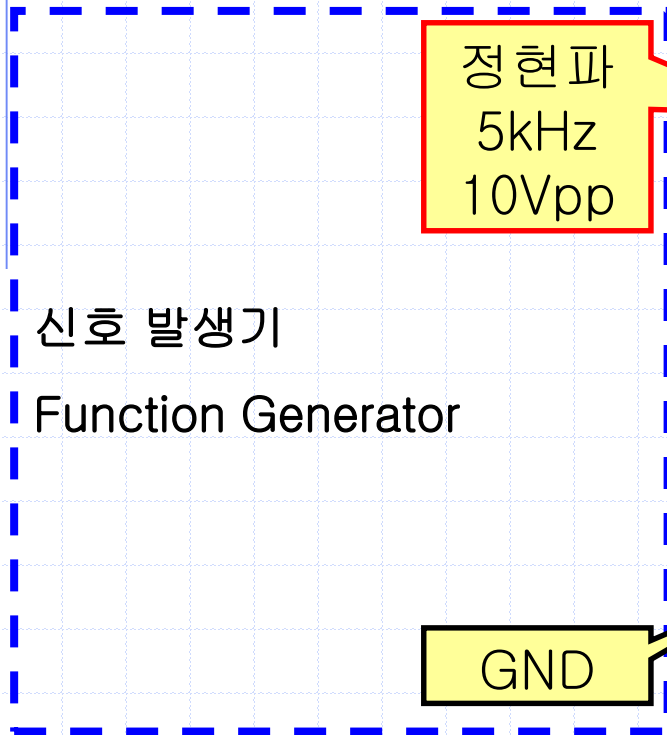 정현파
5kHz
10Vpp
신호 발생기
Function Generator
GND